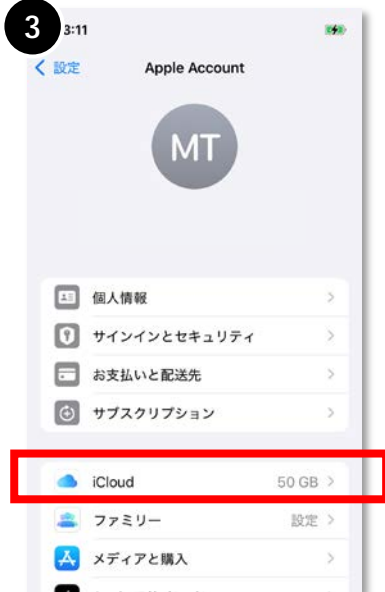 3
3:11
設定
Apple Account
MT
個人情報
サインインとセキュリティ
お支払いと配送先
サブスクリプション
iCloud 50 GB
ファミリー 設定
メディアと購入